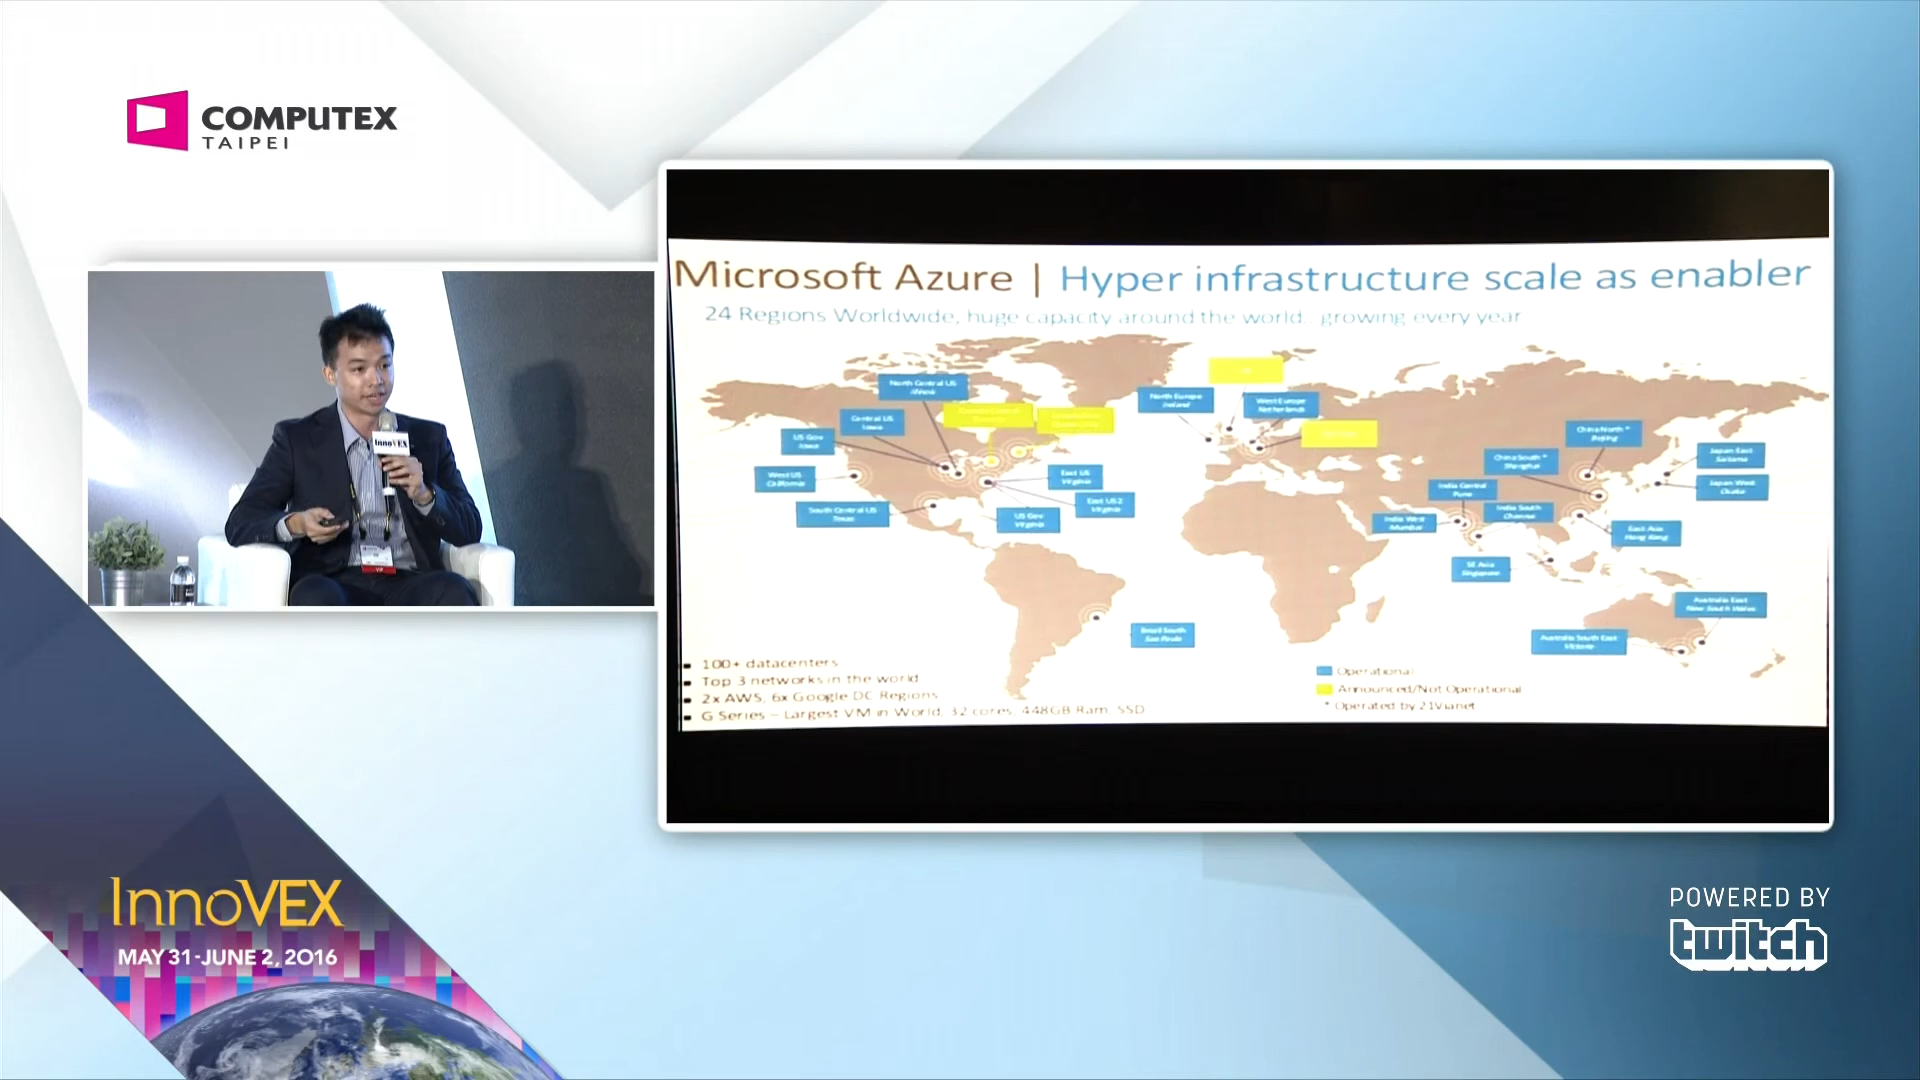 COMPUTEX
TAIPEI
Microsoft Azure | Hyper infrastructure scale as enabler
24 Regions Worldwide, huge capacity around the world.. growing every year
North Central US
Illinois
Central US
Iowa
US Gov
Iowa
West US
California
South Central US
Texas
East US
Virginia
East US 2
Virginia
US Gov
Virginia
Brazil South
Sao Paulo
North Europe
Ireland
West Europe
Netherlands
China North *
Beijing
China South *
Shanghai
Japan East
Saitama
Japan West
Osaka
India Central
Pune
India South
Chennai
India West
Mumbai
East Asia
Hong Kong
SE Asia
Singapore
Australia East
New South Wales
Australia South East
Victoria
▪ 100+ datacenters
▪ Top 3 networks in the world
▪ 2x AWS, 6x Google DC Regions
▪ G Series – Largest VM in World, 32 cores, 448GB Ram, SSD
Operational
Announced/Not Operational
* Operated by 21Vianet
InnoVEX
InnoVEX
MAY 31-JUNE 2, 2016
POWERED BY
twitch